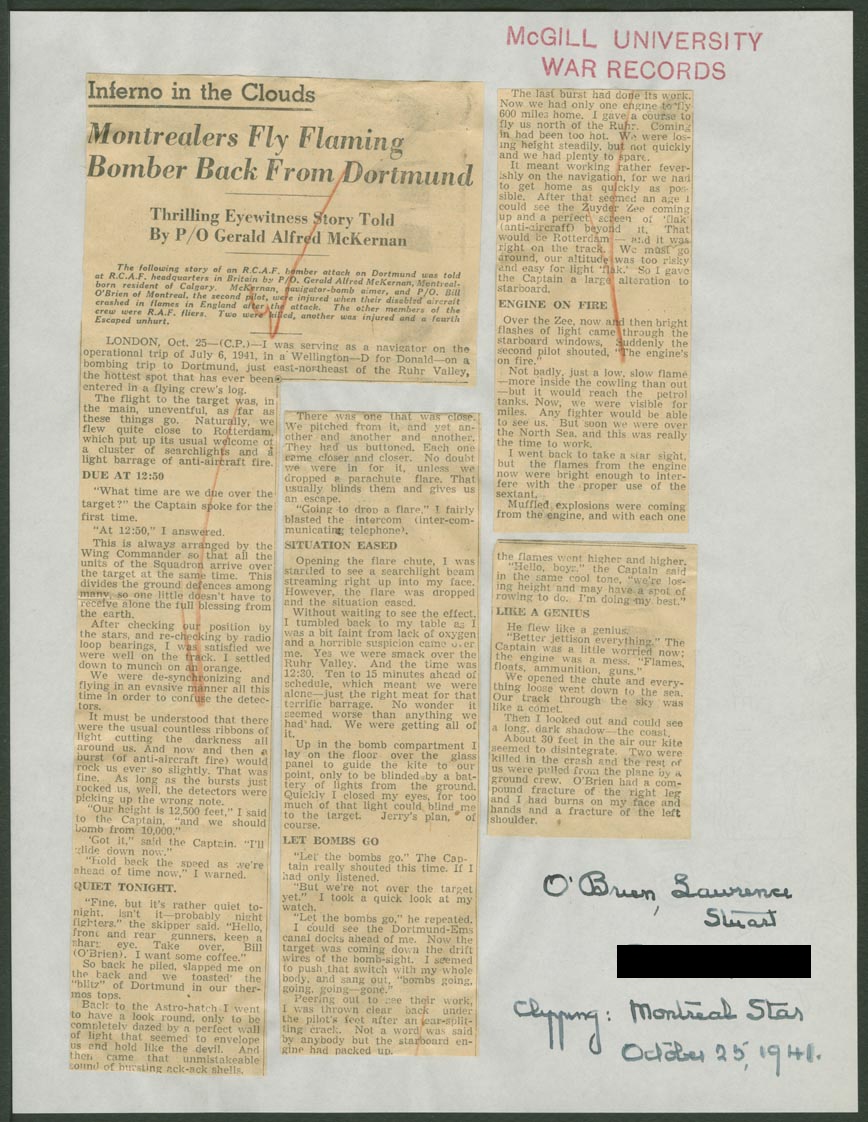 McGILL UNIVERSITY
WAR RECORDS
Inferno in the Clouds
Montrealers Fly Flaming
Bomber Back From Dortmund
Thrilling Eyewitness Story Told
By P/O Gerald Alfred McKernan
The following story of an R.C.A.F. bomber attack on Dortmund was told
at R.C.A.F. headquarters in Britain by P/O. Gerald Alfred McKernan, Montreal-
born resident of Calgary. McKernan, navigator-bomb aimer, and P/O. Bill
O'Brien of Montreal, the second pilot, were injured when their disabled aircraft
crashed in flames in England after the attack. The other members of the
crew were R.A.F. fliers. Two were killed, another was injured and a fourth
Escaped unhurt.
LONDON, Oct. 25—(C.P.)—I was serving as a navigator on the
operational trip of July 6, 1941, in a Wellington—D for Donald—on a
bombing trip to Dortmund, just east-northeast of the Ruhr Valley,
the hottest spot that has ever been
entered in a flying crew's log.
The flight to the target was, in
the main, uneventful, as far as
these things go. Naturally, we
flew quite close to Rotterdam,
which put up its usual welcome of
a cluster of searchlights and a
light barrage of anti-aircraft fire.
DUE AT 12:50
"What time are we due over the
target?" the Captain spoke for the
first time.
"At 12:50," I answered.
This is always arranged by the
Wing Commander so that all the
units of the Squadron arrive over
the target at the same time. This
divides the ground defences among
many, so one little doesn't have to
receive alone the full blessing from
the earth.
After checking our position by
the stars, and re-checking by radio
loop bearings, I was satisfied we
were well on the track. I settled
down to munch on an orange.
We were de-synchonizing and
flying in an evasive manner all this
time in order to confuse the detec-
tors.
It must be understood that there
were the usual countless ribbons of
light cutting the darkness all
around us. And now and then a
burst (of anti-aircraft fire) would
rock us ever so slightly. That was
fine. As long as the bursts just
rocked us, well, the detectors were
picking up the wrong note.
"Our height is 12,500 feet," I said
to the Captain, "and we should
bomb from 10,000."
'Got it," said the Captain. "I'll
glide down now."
"Hold back the speed as we're
ahead of time now," I warned.
QUIET TONIGHT.
"Fine, but it's rather quiet to-
night, isn't it—probably night
fighters," the skipper said. "Hello,
front and rear gunners, keep a
sharp eye. Take over, Bill
(O'Brien). I want some coffee."
So back he piled, slapped me on
the back and we toasted the
"blitz" of Dortmund in our ther-
mos tops.
Back to the Astro-hatch I went
to have a look round, only to be
completely dazed by a perfect wall
of light that seemed to envelope
us and hold like the devil. And
then came that unmistakeable
sound of bursting ack-ack shells.
There was one that was close.
We pitched from it, and yet an-
other and another and another.
They had us buttoned. Each one
came closer and closer. No doubt
we were in for it, unless we
dropped a parachute flare. That
usually blinds them and gives us
an escape.
"Going to drop a flare," I fairly
blasted the intercom (inter-com-
municating telephone).
SITUATION EASED
Opening the flare chute, I was
startled to see a searchlight beam
streaming right up into my face.
However, the flare was dropped
and the situation eased.
Without waiting to see the effect,
I tumbled back to my table as I
was a bit faint from lack of oxygen
and a horrible suspicion came over
me. Yes we were smack over the
Ruhr Valley. And the time was
12:30. Ten to 15 minutes ahead of
schedule, which meant we were
alone—just the right meat for that
terrific barrage. No wonder it
seemed worse than anything we
had had. We were getting all of
it.
Up in the bomb compartment I
lay on the floor over the glass
panel to guide the kite to our
point, only to be blinded by a bat-
tery of lights from the ground.
Quickly I closed my eyes, for too
much of that light could blind me
to the target. Jerry's plan, of
course.
LET BOMBS GO
"Let the bombs go." The Cap-
tain really shouted this time. If I
had only listened.
"But we're not over the target
yet." I took a quick look at my
watch.
"Let the bombs go," he repeated.
I could see the Dortmund-Ems
canal docks ahead of me. Now the
target was coming down the drift
wires of the bomb-sight. I seemed
to push that switch with my whole
body, and sang out, "bombs going,
going, going—gone."
Peering out to see their work,
I was thrown clear back under
the pilot's feet after an ear-split-
ting crack. Not a word was said
by anybody but the starboard en-
gine had packed up.
The last burst had done its work.
Now we had only one engine to fly
600 miles home. I gave a course to
fly us north of the Ruhr. Coming
in had been too hot. We were los-
ing height steadily, but not quickly
and we had plenty to spare.
It meant working rather fever-
ishly on the navigation, for we had
to get home as quickly as pos-
sible. After that seemed an age I
could see the Zuyder Zee coming
up and a perfect screen of 'flak'
(anti-aircraft) beyond it. That
would be Rotterdam — and it was
right on the track. We must go
around, our altitude was too risky
and easy for light 'flak.' So I gave
the Captain a large alteration to
starboard.
ENGINE ON FIRE
Over the Zee, now and then bright
flashes of light came through the
starboard windows. Suddenly the
second pilot shouted, "The engine's
on fire."
Not badly, just a low, slow flame
—more inside the cowling than out
—but it would reach the petrol
tanks. Now, we were visible for
miles. Any fighter would be able
to see us. But soon we were over
the North Sea, and this was really
the time to work.
I went back to take a star sight,
but the flames from the engine
now were bright enough to inter-
fere with the proper use of the
sextant.
Muffled explosions were coming
from the engine, and with each one
the flames went higher and higher.
"Hello, boys," the Captain said
in the same cool tone, "we're los-
ing height and may have a spot of
rowing to do. I'm doing my best."
LIKE A GENIUS
He flew like a genius.
"Better jettison everything." The
Captain was a little worried now;
the engine was a mess. "Flames,
floats, ammunition, guns."
We opened the chute and every-
thing loose went down to the sea.
Our track through the sky was
like a comet.
Then I looked out and could see
a long, dark shadow—the coast.
About 30 feet in the air our kite
seemed to disintegrate. Two were
killed in the crash and the rest of
us were pulled from the plane by a
ground crew. O'Brien had a com-
pound fracture of the right leg
and I had burns on my face and
hands and a fracture of the left
shoulder.
O'Brien, Lawrence
Stuart
Clipping: Montreal Star
October 25, 1941.